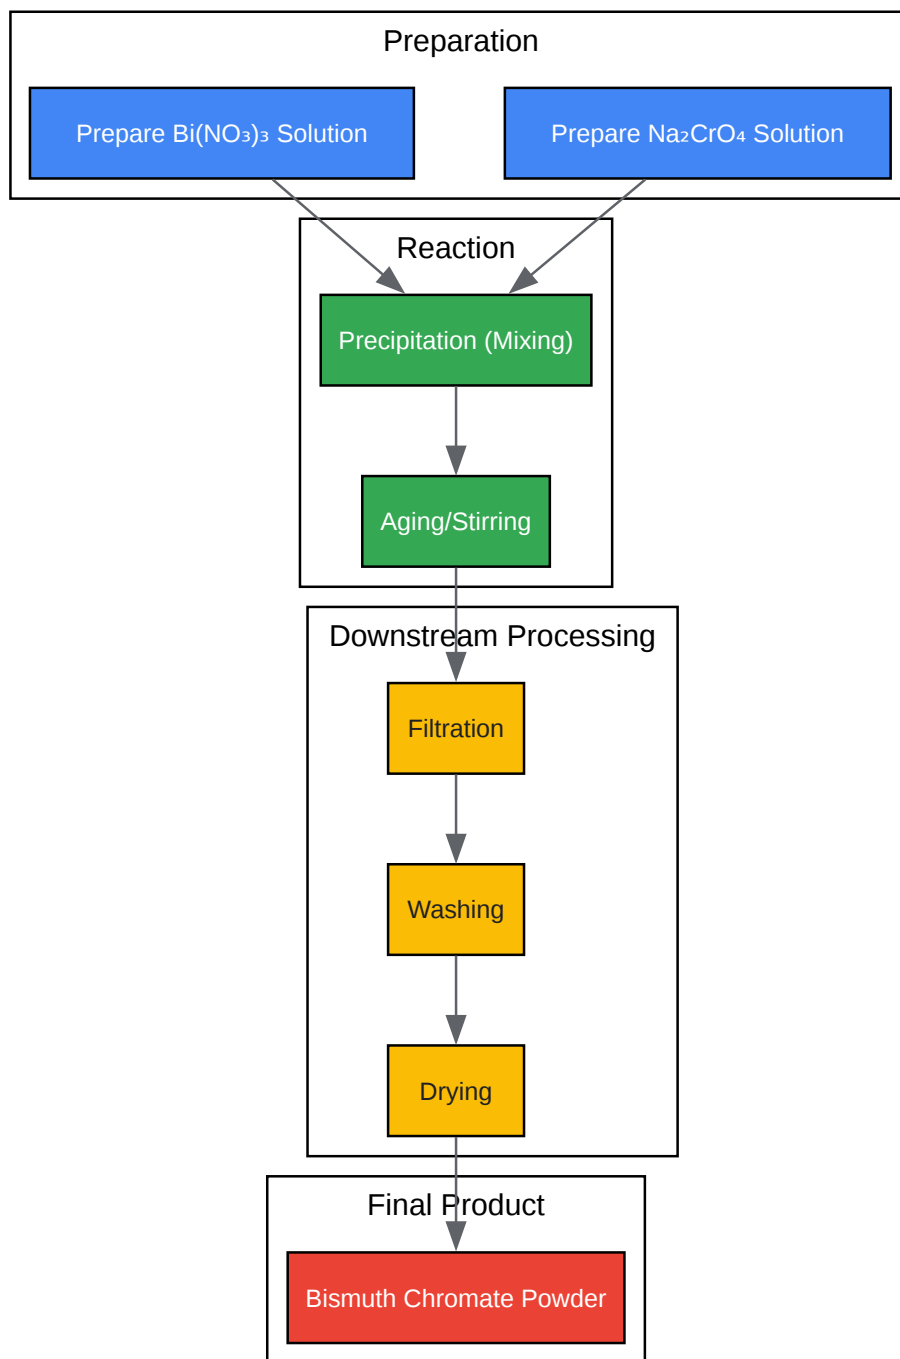 Preparation
Prepare Bi(NO₃)₃ Solution
Prepare Na₂CrO₄ Solution
Reaction
Precipitation (Mixing)
Aging/Stirring
Downstream Processing
Filtration
Washing
Drying
Final Product
Bismuth Chromate Powder